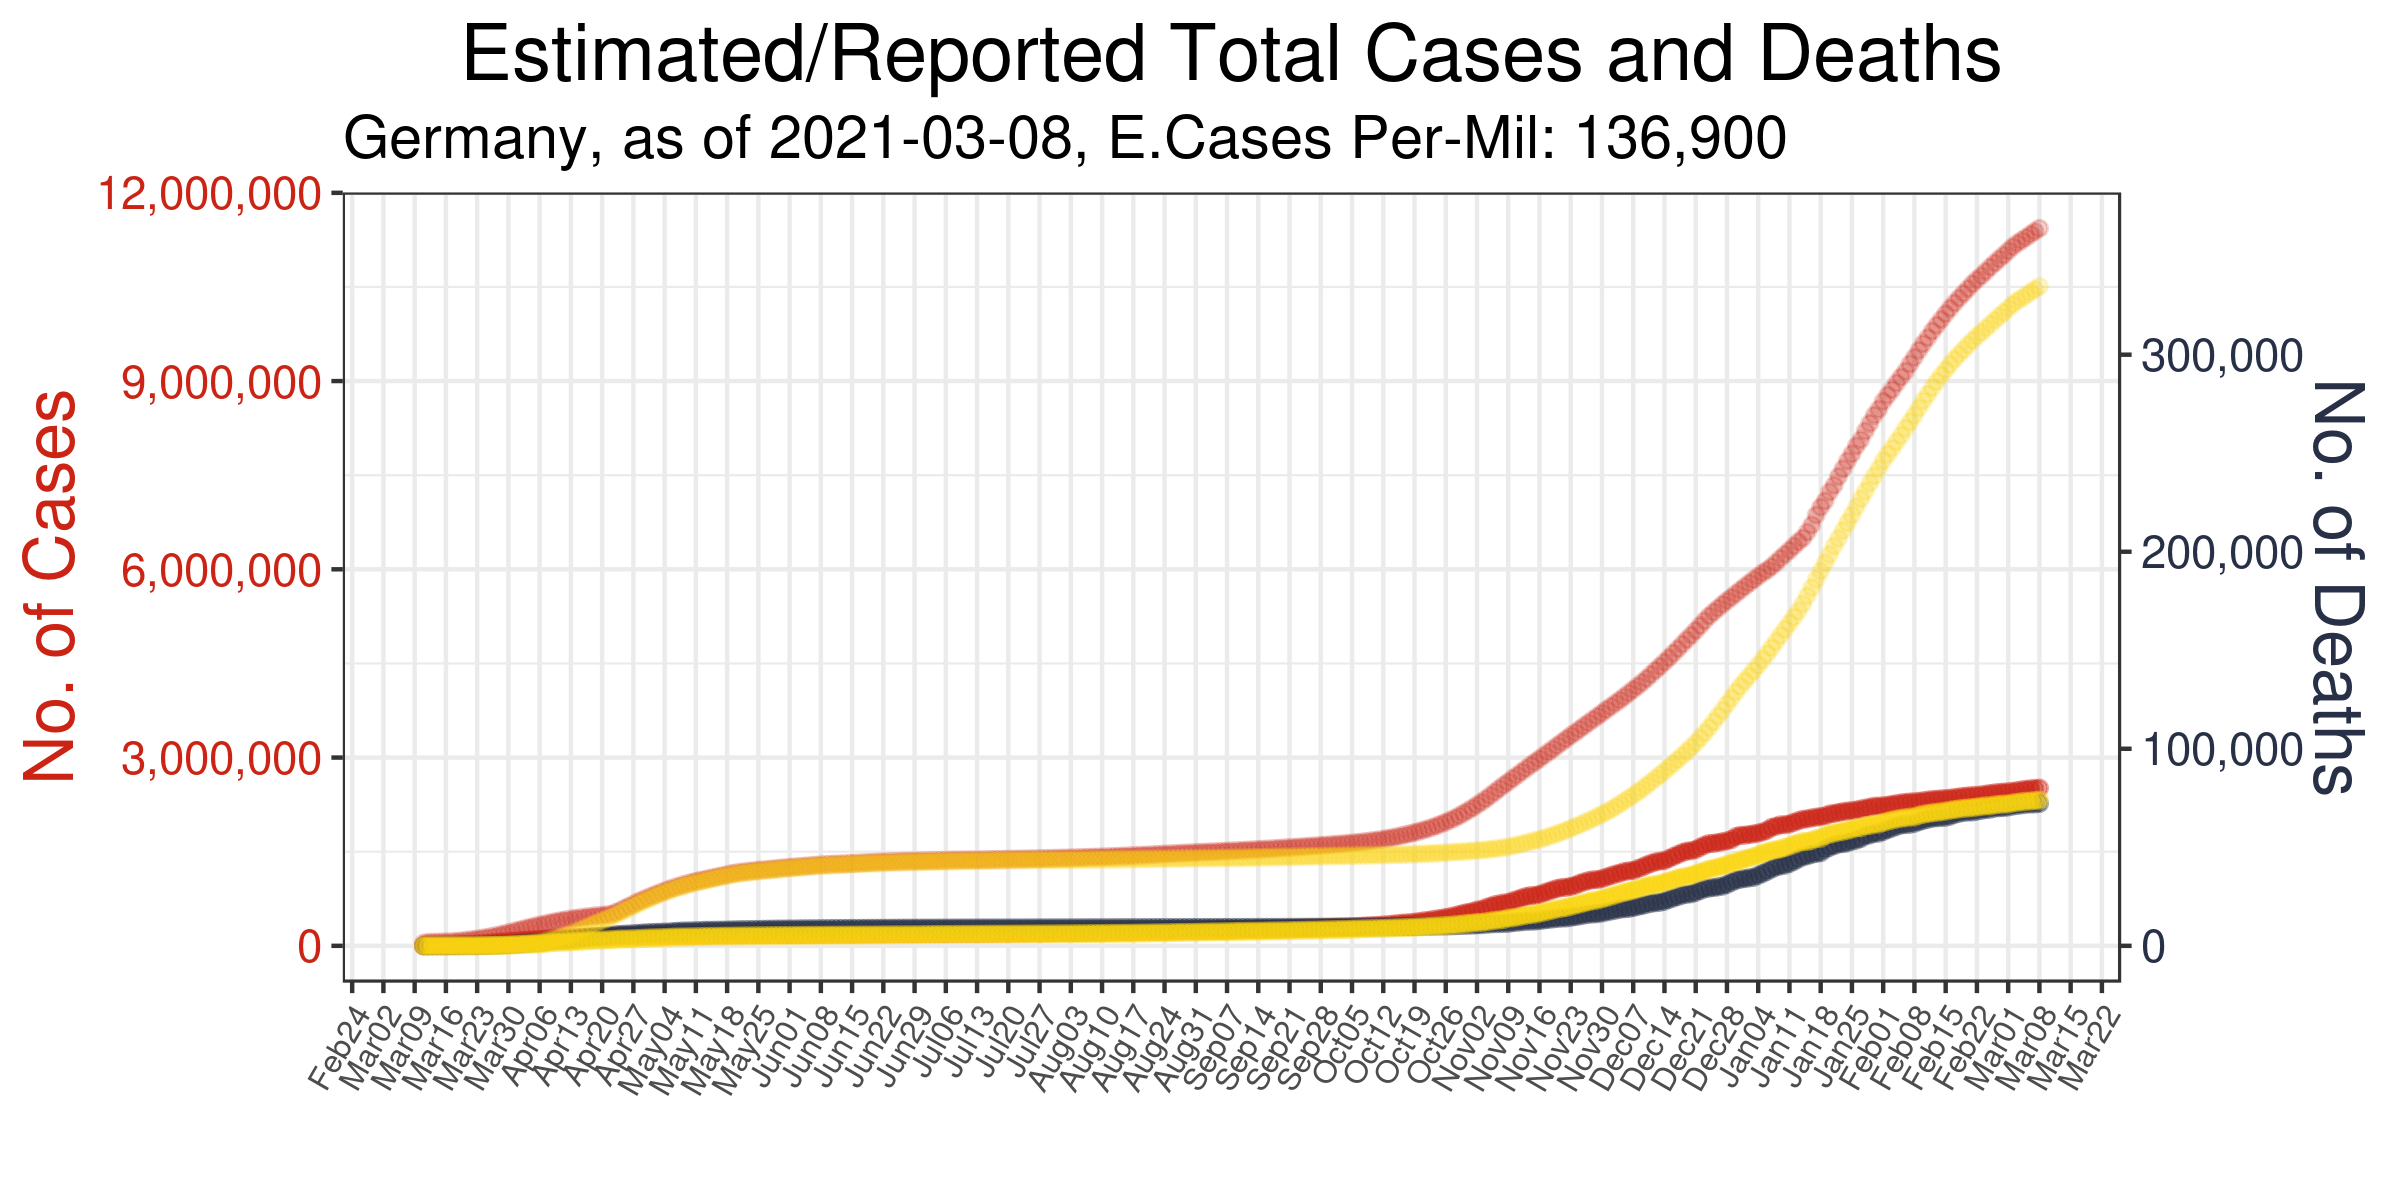 Estimated/Reported Total Cases and Deaths
Germany, as of 2021-03-08, E.Cases Per-Mil: 136,900
No. of Cases
12,000,000
9,000,000
6,000,000
3,000,000
0
No. of Deaths
300,000
200,000
100,000
0
Feb24
Mar02
Mar09
Mar16
Mar23
Mar30
Apr06
Apr13
Apr20
Apr27
May04
May11
May18
May25
Jun01
Jun08
Jun15
Jun22
Jun29
Jul06
Jul13
Jul20
Jul27
Aug03
Aug10
Aug17
Aug24
Aug31
Sep07
Sep14
Sep21
Sep28
Oct05
Oct12
Oct19
Oct26
Nov02
Nov09
Nov16
Nov23
Nov30
Dec07
Dec14
Dec21
Dec28
Jan04
Jan11
Jan18
Jan25
Feb01
Feb08
Feb15
Feb22
Mar01
Mar08
Mar15
Mar22